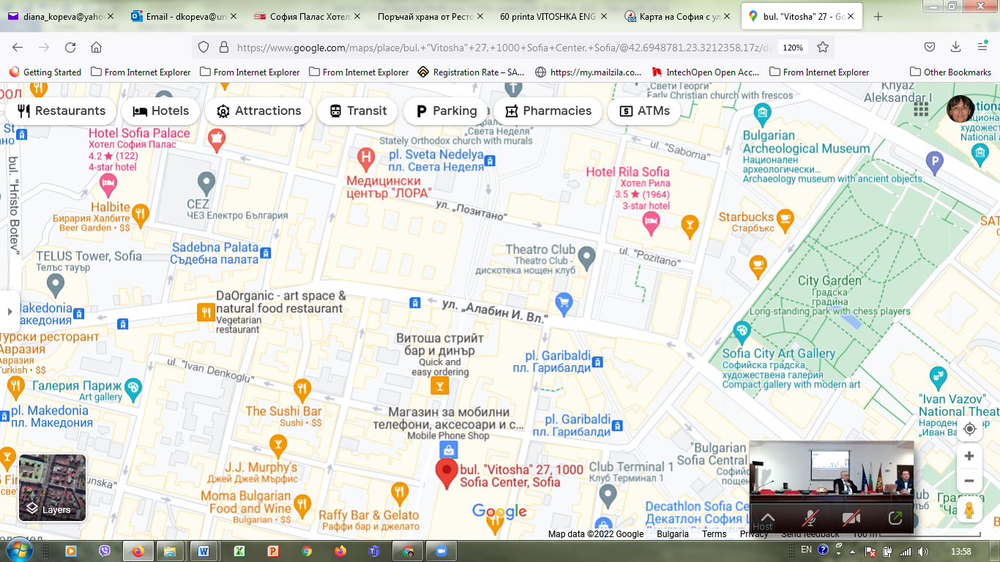 diana_kopeva@yahoo
Email - dkopeva@un
София Палас Хотел
Поръчай храна от Ресто
60 printa VITOSHKA ENG
Карта на София с ул
bul. "Vitosha" 27 - Go
https://www.google.com/maps/place/bul.+"Vitosha"+27,+1000+Sofia+Center,+Sofia/@42.6948781,23.3212358,17z/da
120%
Getting Started
From Internet Explorer
From Internet Explorer
From Internet Explorer
Registration Rate – SA...
https://my.mailzila.co...
IntechOpen Open Acc...
From Internet Explorer
Other Bookmarks
Restaurants
Hotels
Attractions
Transit
Parking
Pharmacies
ATMs
"Свети Георги"
Early Christian church with frescos
Khyaz
Aleksandar I
Hotel Sofia Palace
Хотел София Палас
4.2 ★ (122)
4-star hotel
„Света Неделя"
Stately Orthodox church with murals
pl. Sveta Nedelya
пл. Света Неделя
ul. "Saborna"
Bulgarian
Archeological Museum
Национален
археологически...
Archaeology museum with ancient objects
Медицински
център "ЛОРА"
Hotel Rila Sofia
Хотел Рила
3.5 ★ (1964)
3-star hotel
bul. "Hristo Botev"
CEZ
ЧЕЗ Електро България
Halbite
Бирария Халбите
Beer Garden • $$
ул. „Позитано"
Starbucks
Старбъкс
Sadebna Palata
Съдебна палата
TELUS Tower, Sofia
Телъс тауър
Theatro Club
Theatro Club -
дискотека нощен клуб
ul. "Pozitano"
City Garden
Градска
градина
Long-standing park with chess players
DaOrganic - art space &
natural food restaurant
Vegetarian
restaurant
ул. „Алабин И. Вл."
Makedonia
Македония
Турски ресторант
Авразия
Авразия
Turkish • $$
Витоша стрийт
бар и динър
Quick and
easy ordering
pl. Garibaldi
пл. Гарибалди
Sofia City Art Gallery
Софийска градска
художествена галерия
Compact gallery with modern art
ul. "Ivan Denkoglu"
Галерия Париж
Art gallery
pl. Makedonia
пл. Македония
The Sushi Bar
Sushi • $$
Магазин за мобилни
телефони, аксесоари и с...
Mobile Phone Shop
pl. Garibaldi
пл. Гарибалди
"Ivan Vazov"
National Theat
Народен
„Иван Ва
J.J. Murphy's
Джей Джей Мърфис
bul. "Vitosha" 27, 1000
Sofia Center, Sofia
Club Terminal 1
Клуб Терминал 1
"Bulgarian
Sofia Central
Moma Bulgarian
Food and Wine
Bulgarian • $$
Raffy Bar & Gelato
Раффи бар и джелато
Decathlon Sofia Ce
Декатлон София
Layers
Google
Host
Map data ©2022 Google
Bulgaria
Terms
Privacy
Send feedback
100 m
EN
13:58